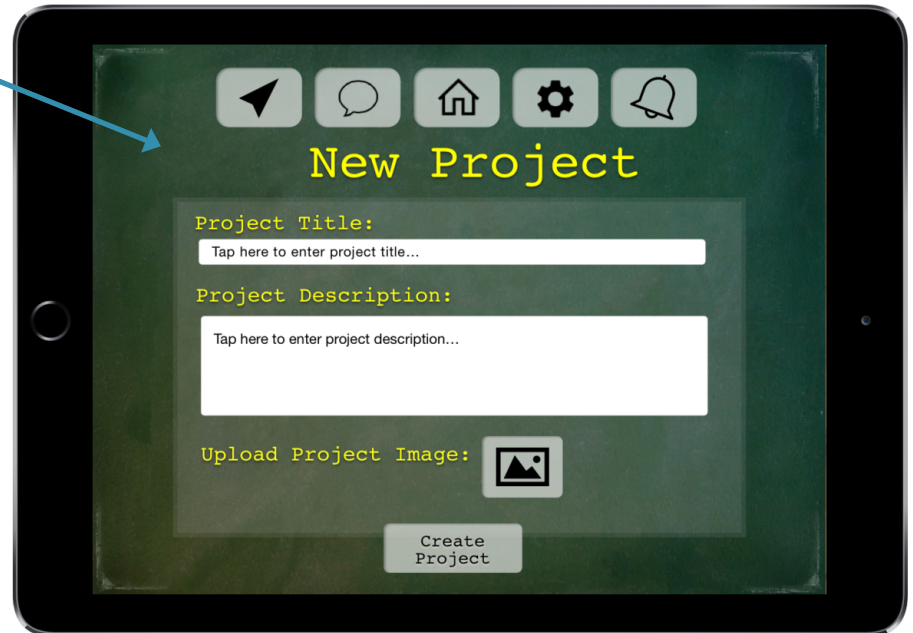 New Project
Project Title:
Tap here to enter project title...
Project Description:
Tap here to enter project description...
Upload Project Image:
Create
Project